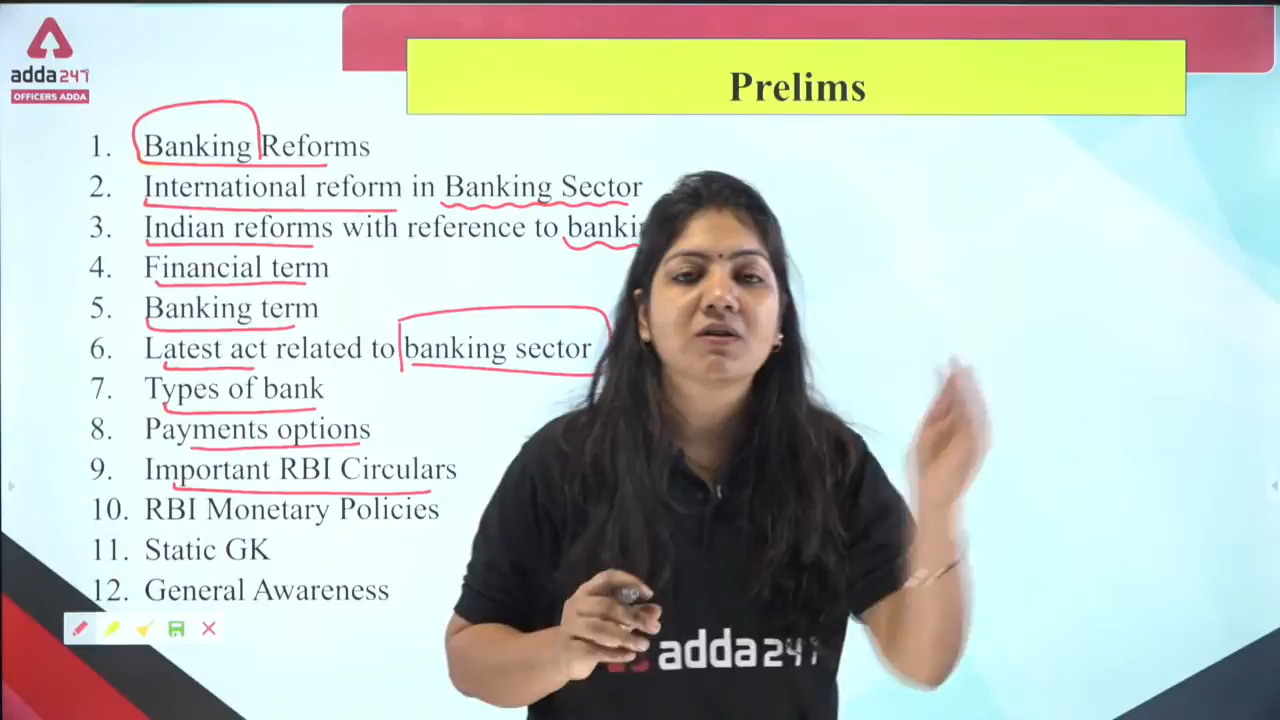 adda247
OFFICERS ADDA
Prelims
1. Banking Reforms
2. International reform in Banking Sector
3. Indian reforms with reference to
4. Financial term
5. Banking term
6. Latest act related to banking sector
7. Types of bank
8. Payments options
9. Important RBI Circulars
10. RBI Monetary Policies
11. Static GK
12. General Awareness
adda247